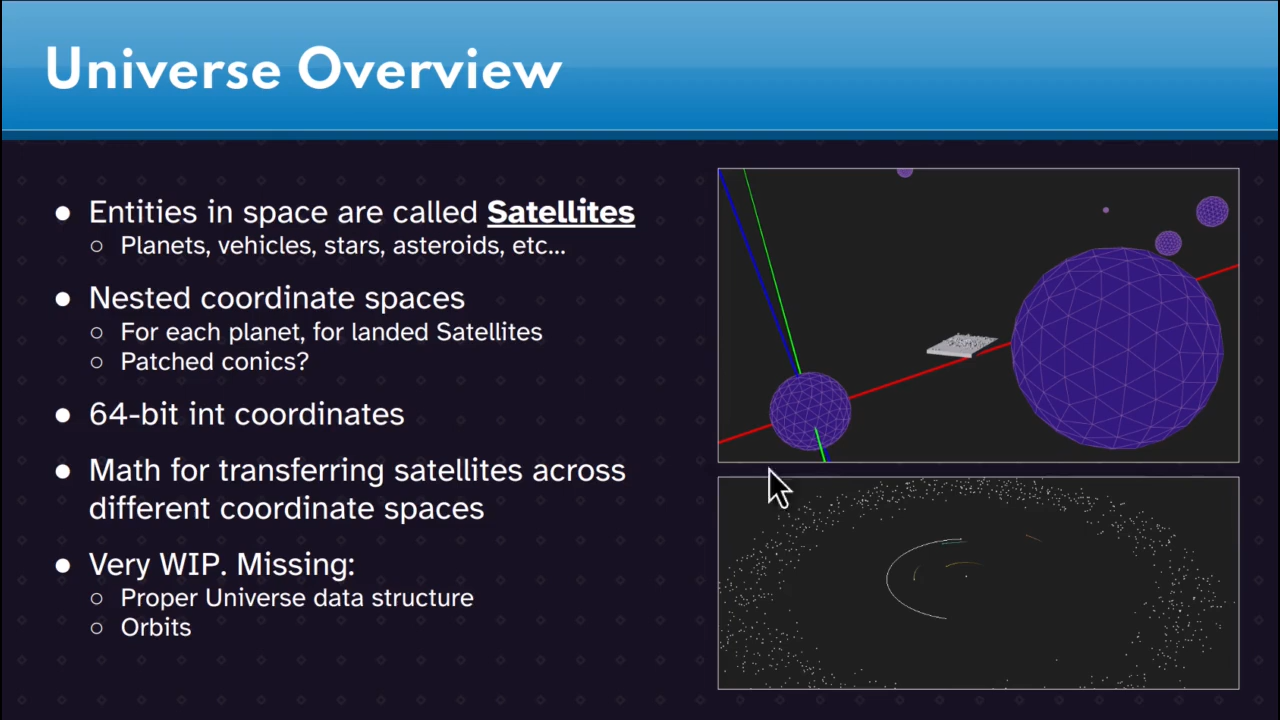 Universe Overview
● Entities in space are called Satellites
○ Planets, vehicles, stars, asteroids, etc...
● Nested coordinate spaces
○ For each planet, for landed Satellites
○ Patched conics?
● 64-bit int coordinates
● Math for transferring satellites across
different coordinate spaces
● Very WIP. Missing:
○ Proper Universe data structure
○ Orbits